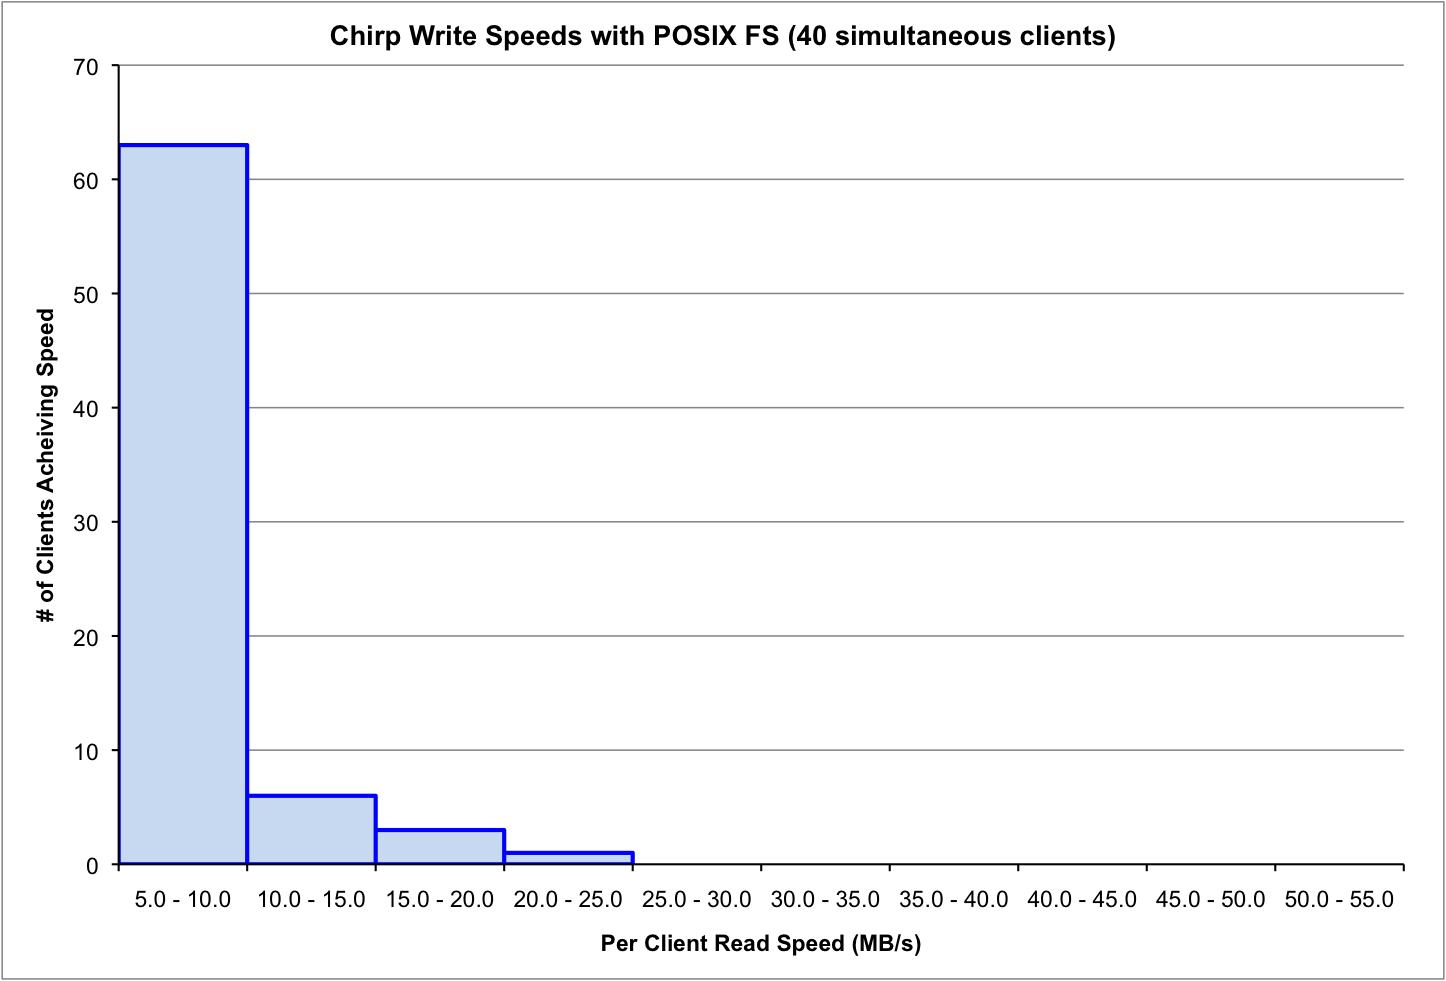 Chirp Write Speeds with POSIX FS (40 simultaneous clients)
70
60
50
40
30
20
10
0
# of Clients Acheiving Speed
5.0 - 10.0 10.0 - 15.0 15.0 - 20.0 20.0 - 25.0 25.0 - 30.0 30.0 - 35.0 35.0 - 40.0 40.0 - 45.0 45.0 - 50.0 50.0 - 55.0
Per Client Read Speed (MB/s)